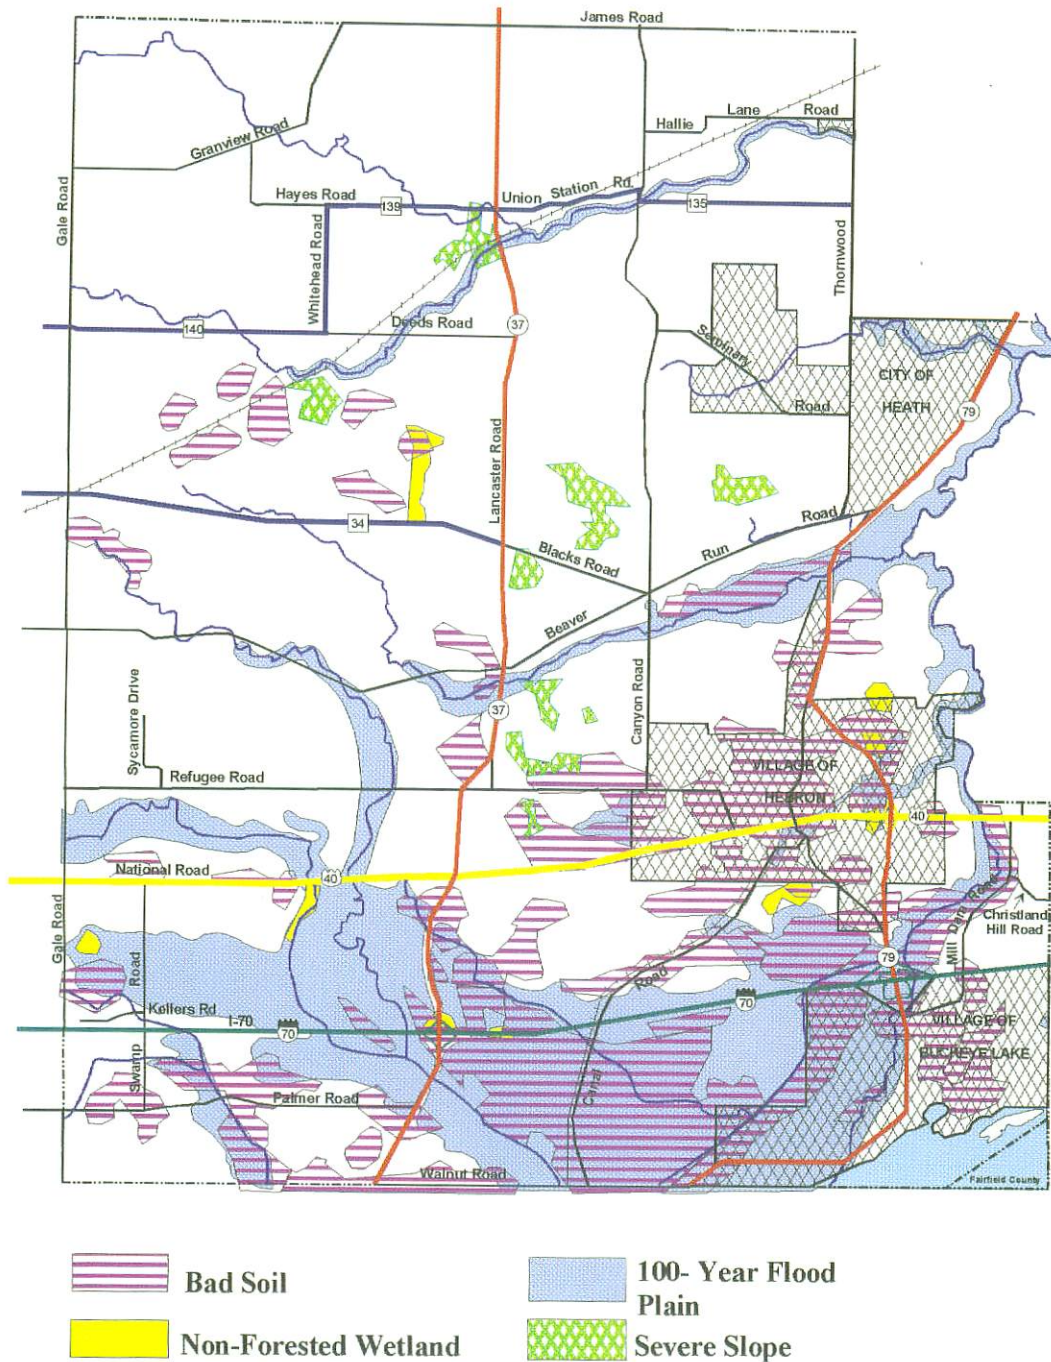 James Road
Hallie
Lane
Road
Granview Road
Gale Road
Hayes Road
139
Union
Station
Rd.
135
Whitehead Road
Thornwood
140
Deeds Road
37
Seminary
Road
CITY OF
HEATH
79
Lancaster Road
34
Blacks Road
Run
Road
Beaver
Sycamore Drive
37
Canyon Road
Refugee Road
VILLAGE OF
HEBRON
40
National Road
40
Gale Road
Road
Mill Dam Road
Christland
Hill Road
79
Road
Kellers Rd
I-70
70
70
VILLAGE OF
BUCKEYE LAKE
Swamp
Palmer Road
Canal
Walnut Road
Fairfield County
Bad Soil
100- Year Flood
Plain
Non-Forested Wetland
Severe Slope